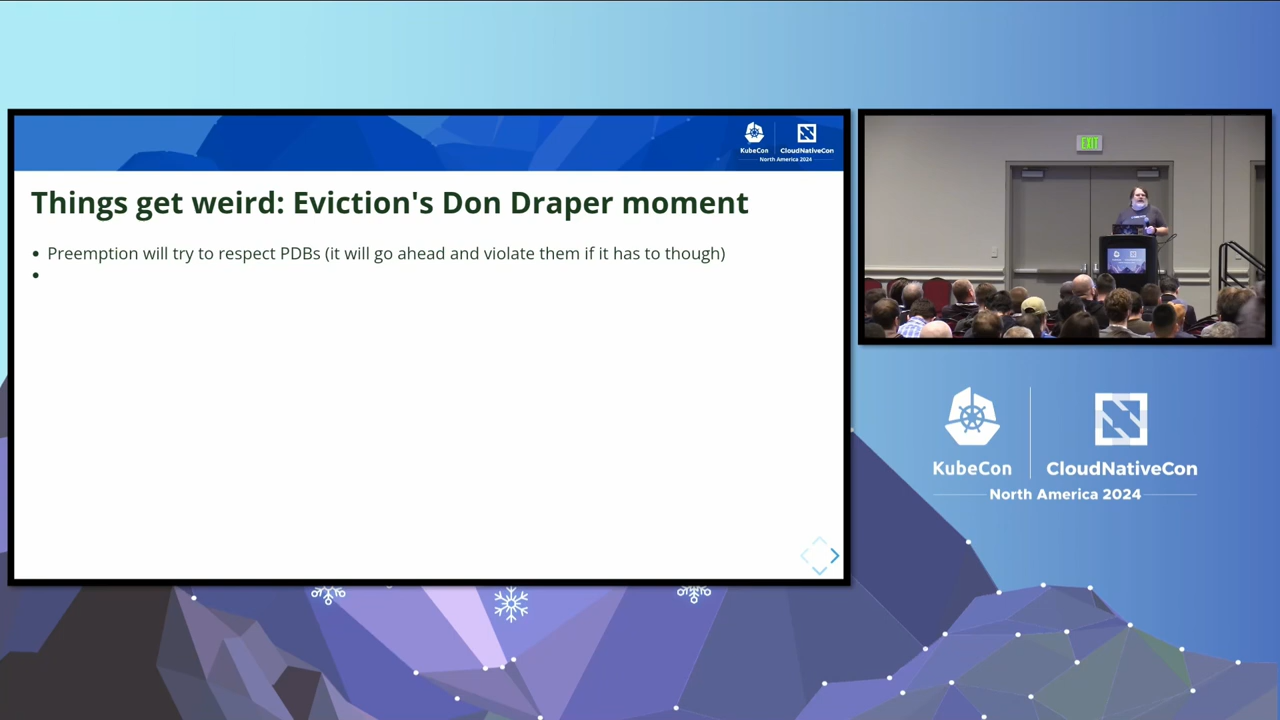 KubeCon
CloudNativeCon
North America 2024
Things get weird: Eviction's Don Draper moment
• Preemption will try to respect PDBs (it will go ahead and violate them if it has to though)
•
EXIT
KubeCon
CloudNativeCon
North America 2024